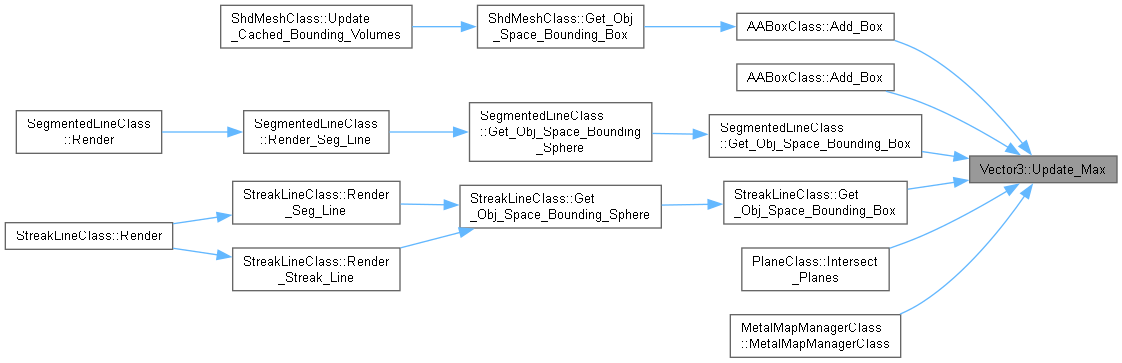 ShdMeshClass::Update
_Cached_Bounding_Volumes
ShdMeshClass::Get_Obj
_Space_Bounding_Box
AABoxClass::Add_Box
AABoxClass::Add_Box
SegmentedLineClass
::Render
SegmentedLineClass
::Render_Seg_Line
SegmentedLineClass
::Get_Obj_Space_Bounding
_Sphere
SegmentedLineClass
::Get_Obj_Space_Bounding_Box
Vector3::Update_Max
StreakLineClass::Render
StreakLineClass::Render
_Seg_Line
StreakLineClass::Render
_Streak_Line
StreakLineClass::Get
_Obj_Space_Bounding_Sphere
StreakLineClass::Get
_Obj_Space_Bounding_Box
PlaneClass::Intersect
_Planes
MetalMapManagerClass
::MetalMapManagerClass